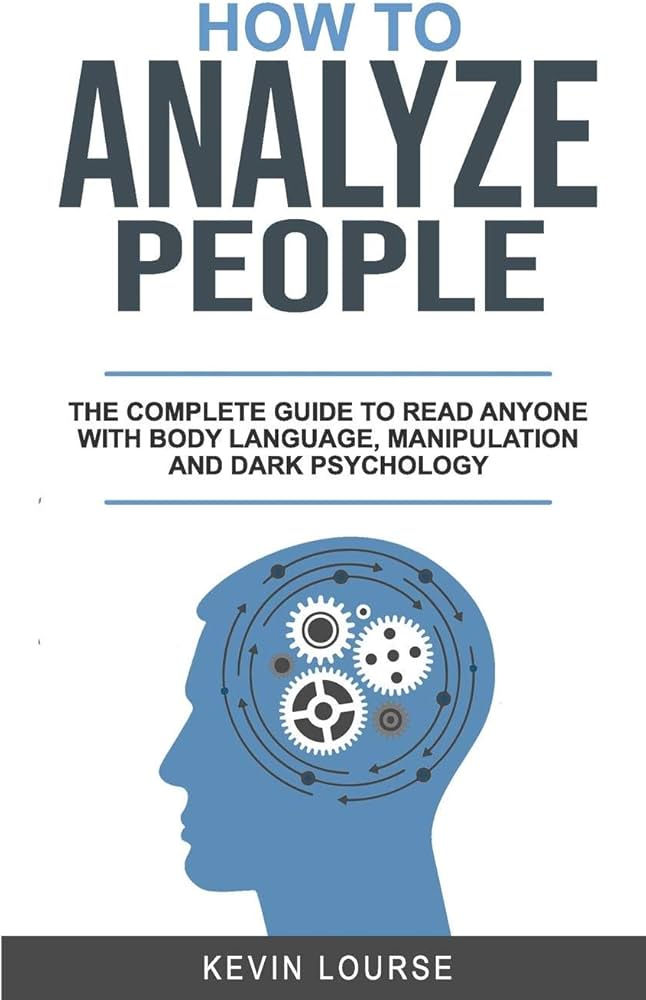 HOW TO
ANALYZE
PEOPLE
THE COMPLETE GUIDE TO READ ANYONE
WITH BODY LANGUAGE, MANIPULATION
AND DARK PSYCHOLOGY
KEVIN LOURSE